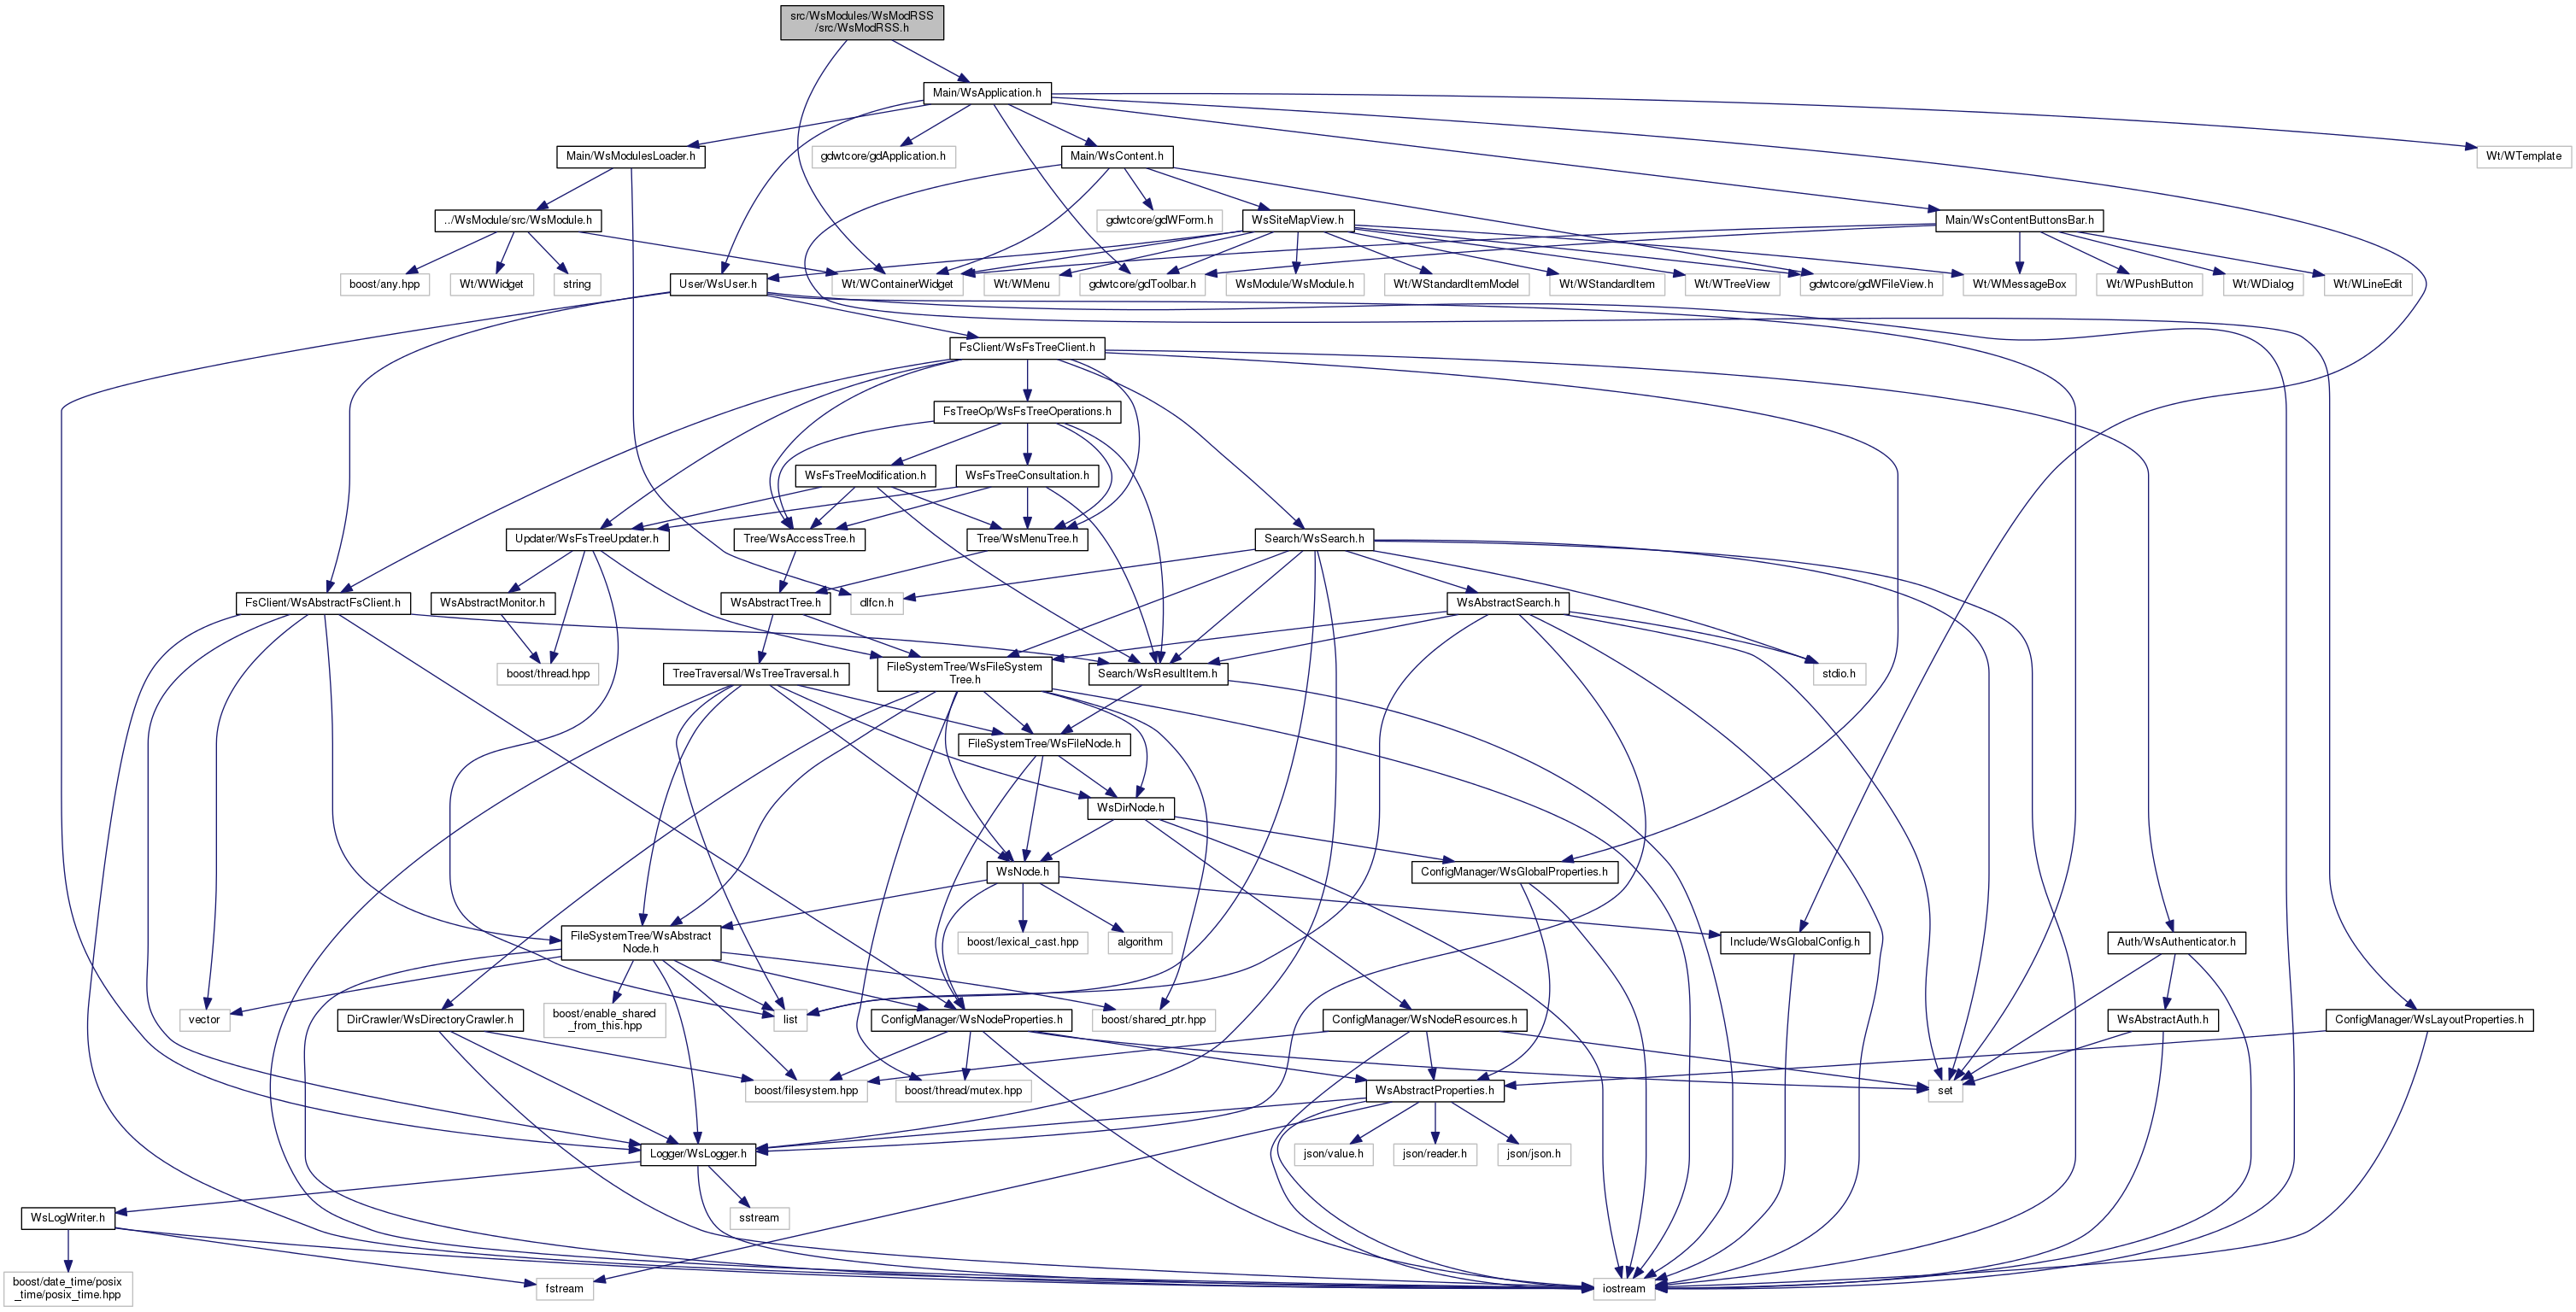 src/WsModules/WsModRSS
/src/WsModRSS.h
Main/WsApplication.h
Main/WsModulesLoader.h
gdwtcore/gdApplication.h
Main/WsContent.h
Wt/WTemplate
../WsModule/src/WsModule.h
gdwtcore/gdWForm.h
WsSiteMapView.h
Main/WsContentButtonsBar.h
boost/any.hpp
Wt/WWidget
string
User/WsUser.h
Wt/WContainerWidget
Wt/WMenu
gdwtcore/gdToolbar.h
WsModule/WsModule.h
Wt/WStandardItemModel
Wt/WStandardItem
Wt/WTreeView
gdwtcore/gdWFileView.h
Wt/WMessageBox
Wt/WPushButton
Wt/WDialog
Wt/WLineEdit
FsClient/WsFsTreeClient.h
FsTreeOp/WsFsTreeOperations.h
WsFsTreeModification.h
WsFsTreeConsultation.h
Updater/WsFsTreeUpdater.h
Tree/WsAccessTree.h
Tree/WsMenuTree.h
Search/WsSearch.h
FsClient/WsAbstractFsClient.h
WsAbstractMonitor.h
WsAbstractTree.h
dlfcn.h
WsAbstractSearch.h
boost/thread.hpp
TreeTraversal/WsTreeTraversal.h
FileSystemTree/WsFileSystem
Tree.h
Search/WsResultItem.h
stdio.h
FileSystemTree/WsFileNode.h
WsDirNode.h
WsNode.h
ConfigManager/WsGlobalProperties.h
FileSystemTree/WsAbstract
Node.h
boost/lexical_cast.hpp
algorithm
Include/WsGlobalConfig.h
Auth/WsAuthenticator.h
vector
DirCrawler/WsDirectoryCrawler.h
boost/enable_shared
_from_this.hpp
list
ConfigManager/WsNodeProperties.h
boost/shared_ptr.hpp
ConfigManager/WsNodeResources.h
WsAbstractAuth.h
ConfigManager/WsLayoutProperties.h
boost/filesystem.hpp
boost/thread/mutex.hpp
WsAbstractProperties.h
set
Logger/WsLogger.h
json/value.h
json/reader.h
json/json.h
WsLogWriter.h
sstream
boost/date_time/posix
_time/posix_time.hpp
fstream
iostream